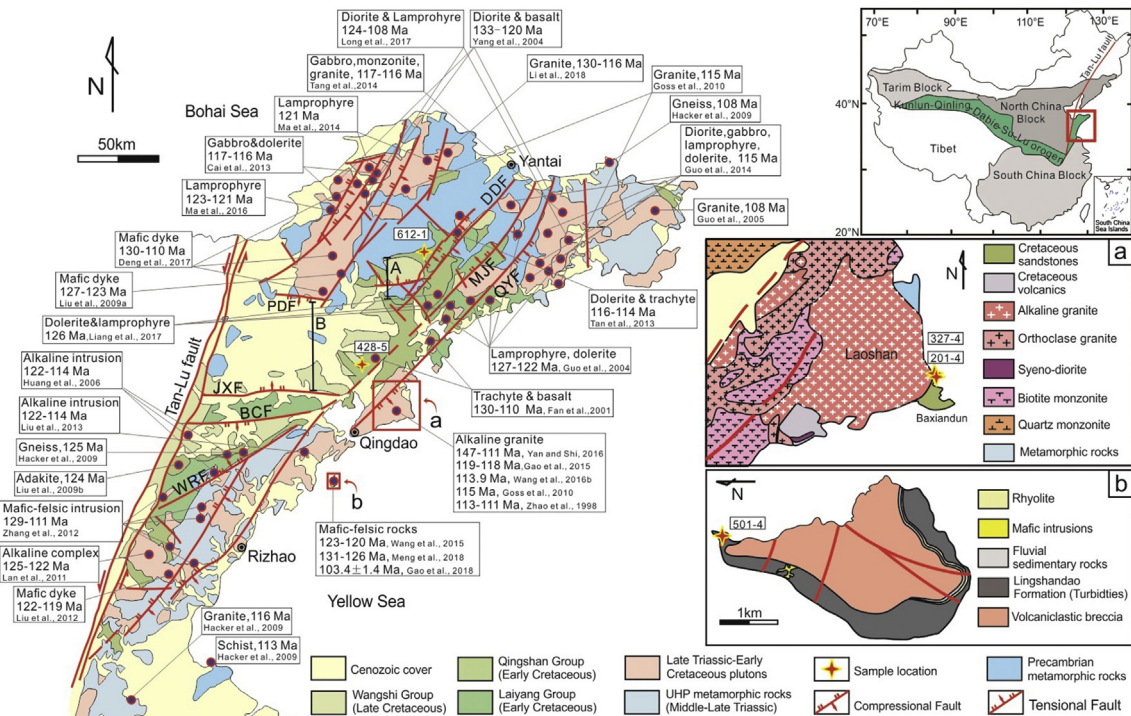 Diorite & Lamprohyre
124-108 Ma
Long et al., 2017
Diorite & basalt
133-120 Ma
Yang et al., 2004
Gabbro, monzonite,
granite, 117-116 Ma
Tang et al., 2014
Granite, 130-116 Ma
Li et al., 2018
Granite, 115 Ma
Goss et al., 2010
Gneiss, 108 Ma
Hacker et al., 2009
Diorite, gabbro,
lamprohyre,
dolerite, 115 Ma
Guo et al., 2014
Granite, 108 Ma
Guo et al., 2005
Lamprophyre
121 Ma
Ma et al., 2014
Gabbro&dolerite
117-116 Ma
Cai et al., 2013
Lamprophyre
123-121 Ma
Ma et al., 2016
Mafic dyke
130-110 Ma
Deng et al., 2017
Mafic dyke
127-123 Ma
Liu et al., 2009a
Dolerite&lamprophyre
126 Ma, Liang et al., 2017
Alkaline intrusion
122-114 Ma
Huang et al., 2006
Alkaline intrusion
122-114 Ma
Liu et al., 2013
Gneiss, 125 Ma
Hacker et al., 2009
Adakite, 124 Ma
Liu et al., 2009b
Mafic-felsic intrusion
129-111 Ma
Zhang et al., 2012
Alkaline complex
125-122 Ma
Lan et al., 2011
Mafic dyke
122-119 Ma
Liu et al., 2012
Granite, 116 Ma
Hacker et al., 2009
Schist, 113 Ma
Hacker et al., 2009
Dolerite & trachyte
116-114 Ma
Tan et al., 2013
Lamprophyre, dolerite
127-122 Ma, Guo et al., 2004
Trachyte & basalt
130-110 Ma, Fan et al., 2001
Alkaline granite
147-111 Ma, Yan and Shi, 2016
119-118 Ma, Gao et al., 2015
113.9 Ma, Wang et al., 2016b
115 Ma, Goss et al., 2010
113-111 Ma, Zhao et al., 1998
Mafic-felsic rocks
123-120 Ma, Wang et al., 2015
131-126 Ma, Meng et al., 2018
103.4±1.4 Ma, Gao et al., 2018
N
50km
Bohai Sea
Yantai
DDF
612-1
A
MJF
QYF
PDF
B
428-5
Tan-Lu fault
JXF
BCF
WRF
Qingdao
a
b
Rizhao
Yellow Sea
70°E
90°E
110°E
130°E
40°N
20°N
Tan-Lu fault
Tarim Block
Kunlun-Qinling-Dabie-Su-Lu orogen
North China
Block
Tibet
South China Block
South China
Sea Islands
a
N
327-4
201-4
Laoshan
Baxiandun
Cretaceous
sandstones
Cretaceous
volcanics
Alkaline granite
Orthoclase granite
Syeno-diorite
Biotite monzonite
Quartz monzonite
Metamorphic rocks
b
N
501-4
1km
Rhyolite
Mafic intrusions
Fluvial
sedimentary rocks
Lingshandao
Formation (Turbidties)
Volcaniclastic breccia
Cenozoic cover
Qingshan Group
(Early Cretaceous)
Late Triassic-Early
Cretaceous plutons
Sample location
Precambrian
metamorphic rocks
Wangshi Group
(Late Cretaceous)
Laiyang Group
(Early Cretaceous)
UHP metamorphic rocks
(Middle-Late Triassic)
Compressional Fault
Tensional Fault